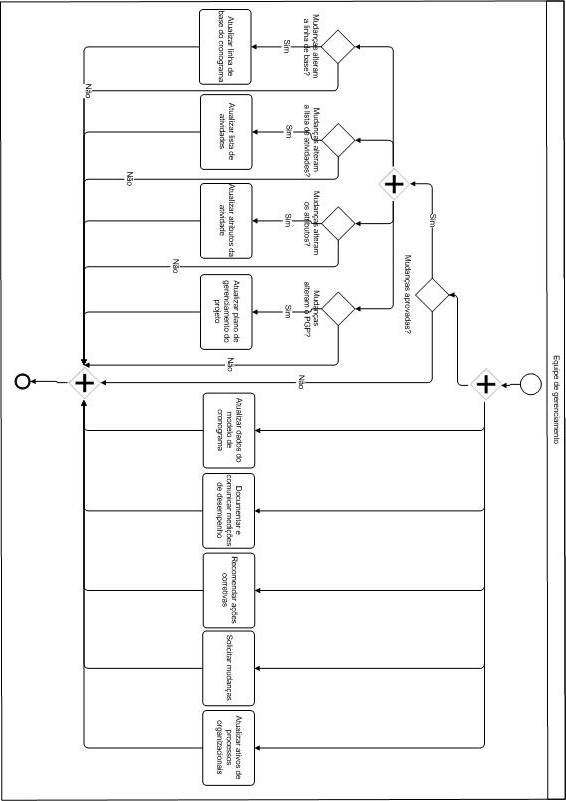 Equipe de gerenciamento
Mudanças aprovadas?
Sim
Não
Mudanças alteram
a linha de base?
Sim
Não
Atualizar linha de
base do cronograma
Mudanças alteram
a lista de atividades?
Sim
Não
Atualizar lista de
atividades
Mudanças alteram
os atributos?
Sim
Não
Atualizar atributos da
atividade
Mudanças
alteram o PGP?
Sim
Não
Atualizar plano de
gerenciamento do
projeto
Atualizar dados do
modelo de
cronograma
Documentar e
comunicar medições
de desempenho
Recomendar ações
corretivas
Solicitar mudanças
Atualizar ativos de
processos
organizacionais